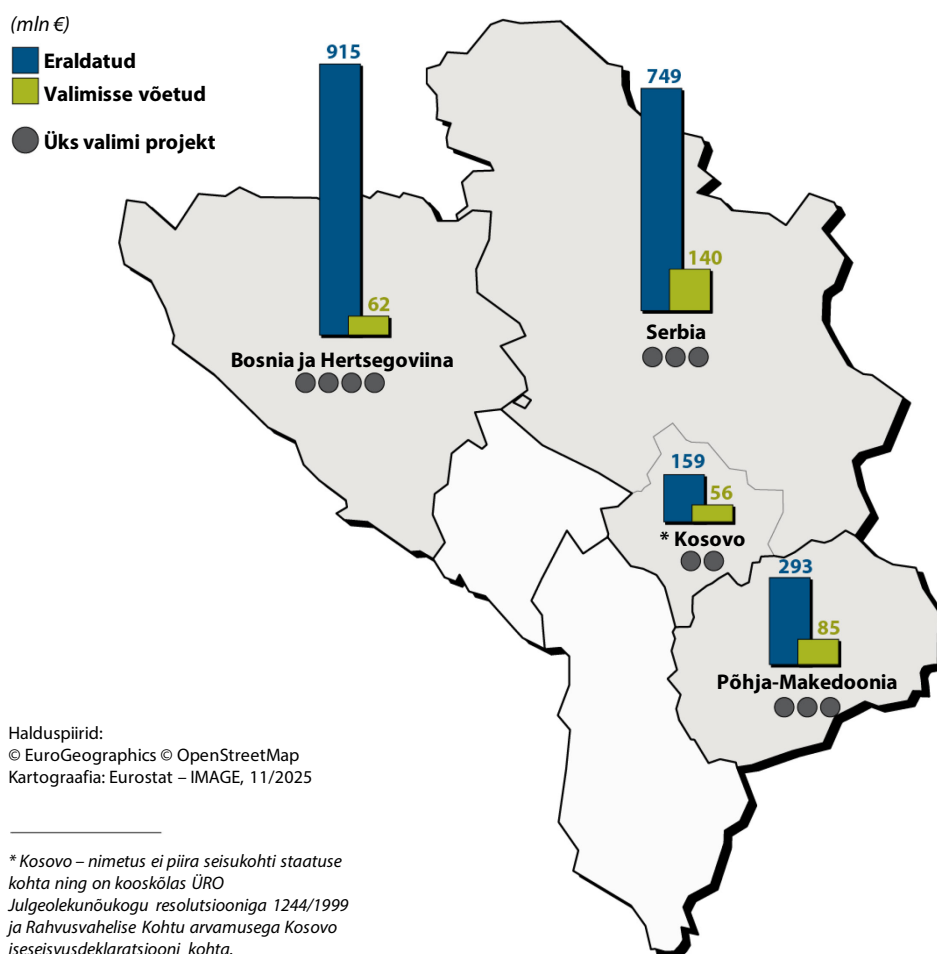 (mln €)
Eraldatud
Valimisse võetud
Üks valimi projekt
915
62
Bosnia ja Hertsegoviina
749
140
Serbia
159
56
* Kosovo
293
85
Põhja-Makedoonia
Halduspiirid:
© EuroGeographics © OpenStreetMap
Kartograafia: Eurostat – IMAGE, 11/2025
* Kosovo – nimetus ei piira seisukohti staatuse
kohta ning on kooskõlas ÜRO
Julgeolekunõukogu resolutsiooniga 1244/1999
ja Rahvusvahelise Kohtu arvamusega Kosovo
iseseisvusdeklaratsiooni kohta.